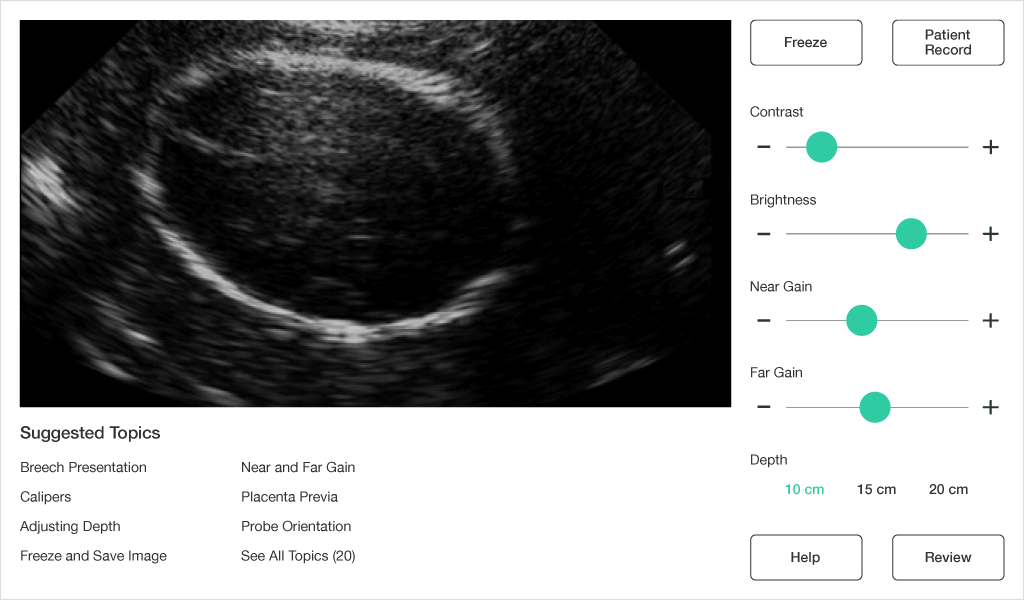 Freeze
Patient
Record
Contrast
Brightness
Near Gain
Far Gain
Depth
10 cm 15 cm 20 cm
Help
Review
Suggested Topics
Breech Presentation
Calipers
Adjusting Depth
Freeze and Save Image
Near and Far Gain
Placenta Previa
Probe Orientation
See All Topics (20)